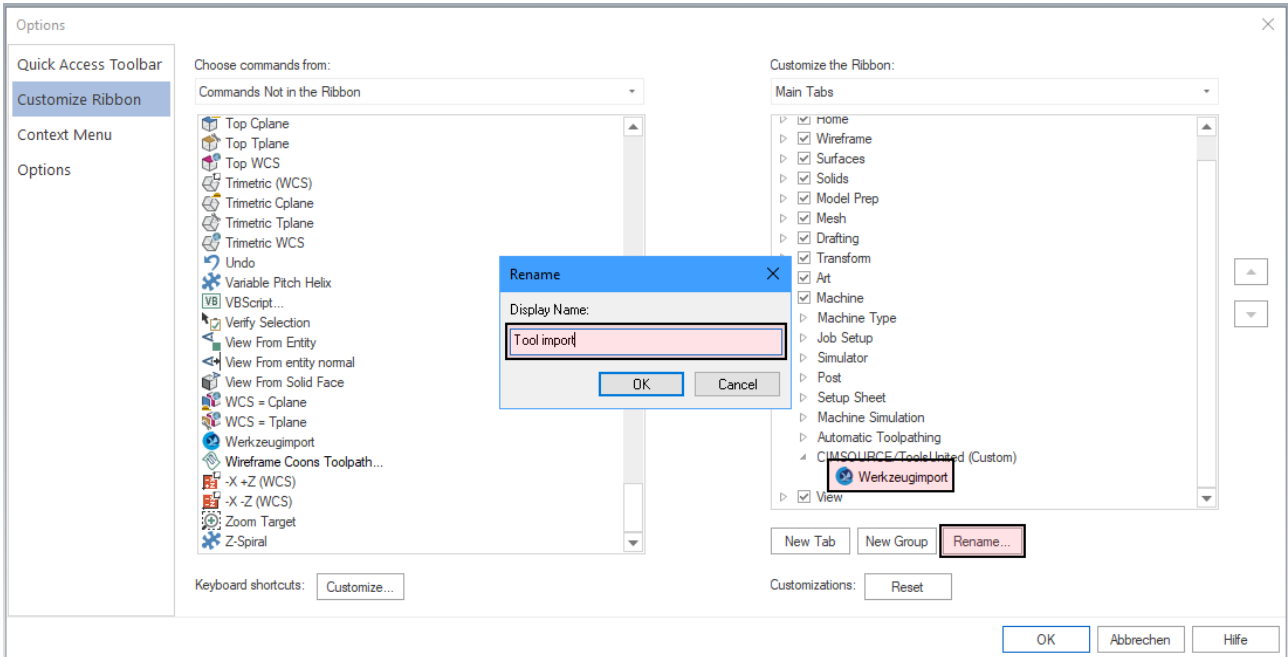 Options
Quick Access Toolbar
Customize Ribbon
Context Menu
Options
Choose commands from:
Commands Not in the Ribbon
Top Cplane
Top Tplane
Top WCS
Trimetric (WCS)
Trimetric Cplane
Trimetric Tplane
Trimetric WCS
Undo
Variable Pitch Helix
VB VBScript...
Verify Selection
View From Entity
View From entity normal
View From Solid Face
WCS = Cplane
WCS = Tplane
Werkzeugimport
Wireframe Coons Toolpath...
-X +Z (WCS)
-X -Z (WCS)
Zoom Target
Z-Spiral
Keyboard shortcuts:
Customize...
Rename
Display Name:
Tool import
OK
Cancel
Customize the Ribbon:
Main Tabs
Home
Wireframe
Surfaces
Solids
Model Prep
Mesh
Drafting
Transform
Art
Machine
Machine Type
Job Setup
Simulator
Post
Setup Sheet
Machine Simulation
Automatic Toolpathing
CIMSOURCE/ToolsUnited (Custom)
Werkzeugimport
View
New Tab
New Group
Rename...
Customizations:
Reset
OK
Abbrechen
Hilfe